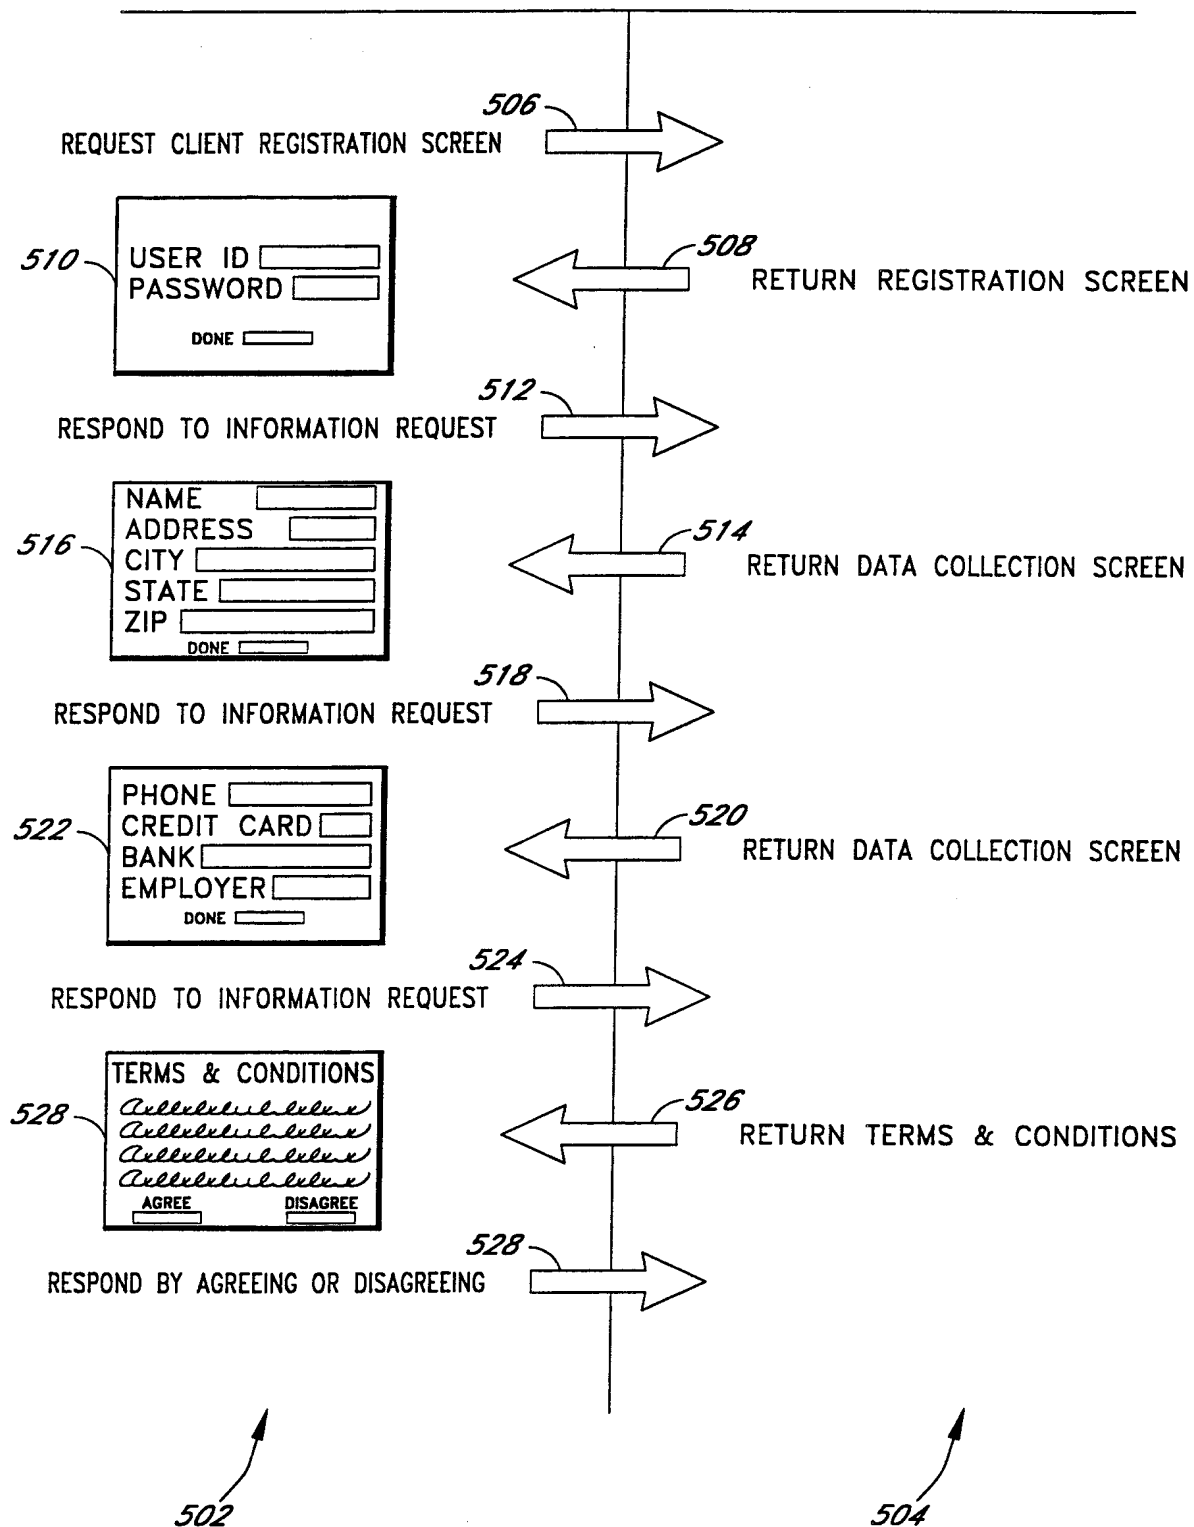 506
REQUEST CLIENT REGISTRATION SCREEN
508
510
USER ID
PASSWORD
DONE
RETURN REGISTRATION SCREEN
512
RESPOND TO INFORMATION REQUEST
514
516
NAME
ADDRESS
CITY
STATE
ZIP
DONE
RETURN DATA COLLECTION SCREEN
518
RESPOND TO INFORMATION REQUEST
520
522
PHONE
CREDIT CARD
BANK
EMPLOYER
DONE
RETURN DATA COLLECTION SCREEN
524
RESPOND TO INFORMATION REQUEST
526
528
TERMS & CONDITIONS
AGREE DISAGREE
RETURN TERMS & CONDITIONS
528
RESPOND BY AGREEING OR DISAGREEING
502
504